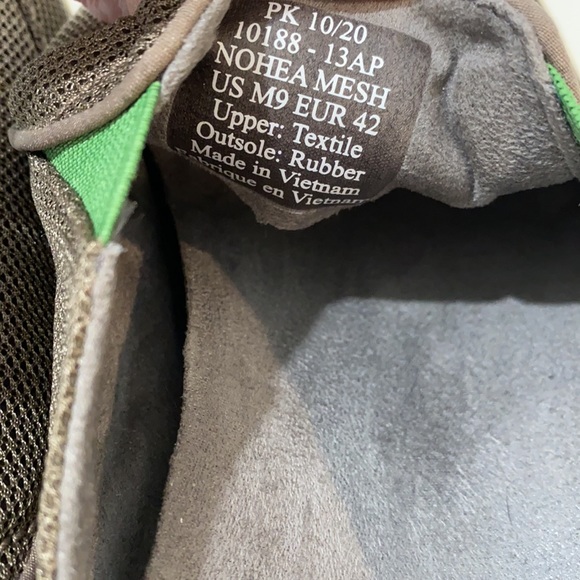 PK 10/20
10188 - 13AP
NOHEA MESH
US M9 EUR 42
Upper: Textile
Outsole: Rubber
Made in Vietnam
Fabriqué en Vietnam